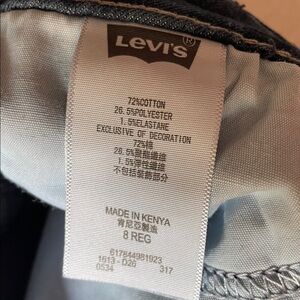 LEVI'S®
72%COTTON
26.5%POLYESTER
1.5%ELASTANE
EXCLUSIVE OF DECORATION
72%棉
26.5%聚酯纖維
1.5%彈性纖維
不包括裝飾部分
MADE IN KENYA
肯尼亞製造
8 REG
617844981923
1613 - D20
0534 317